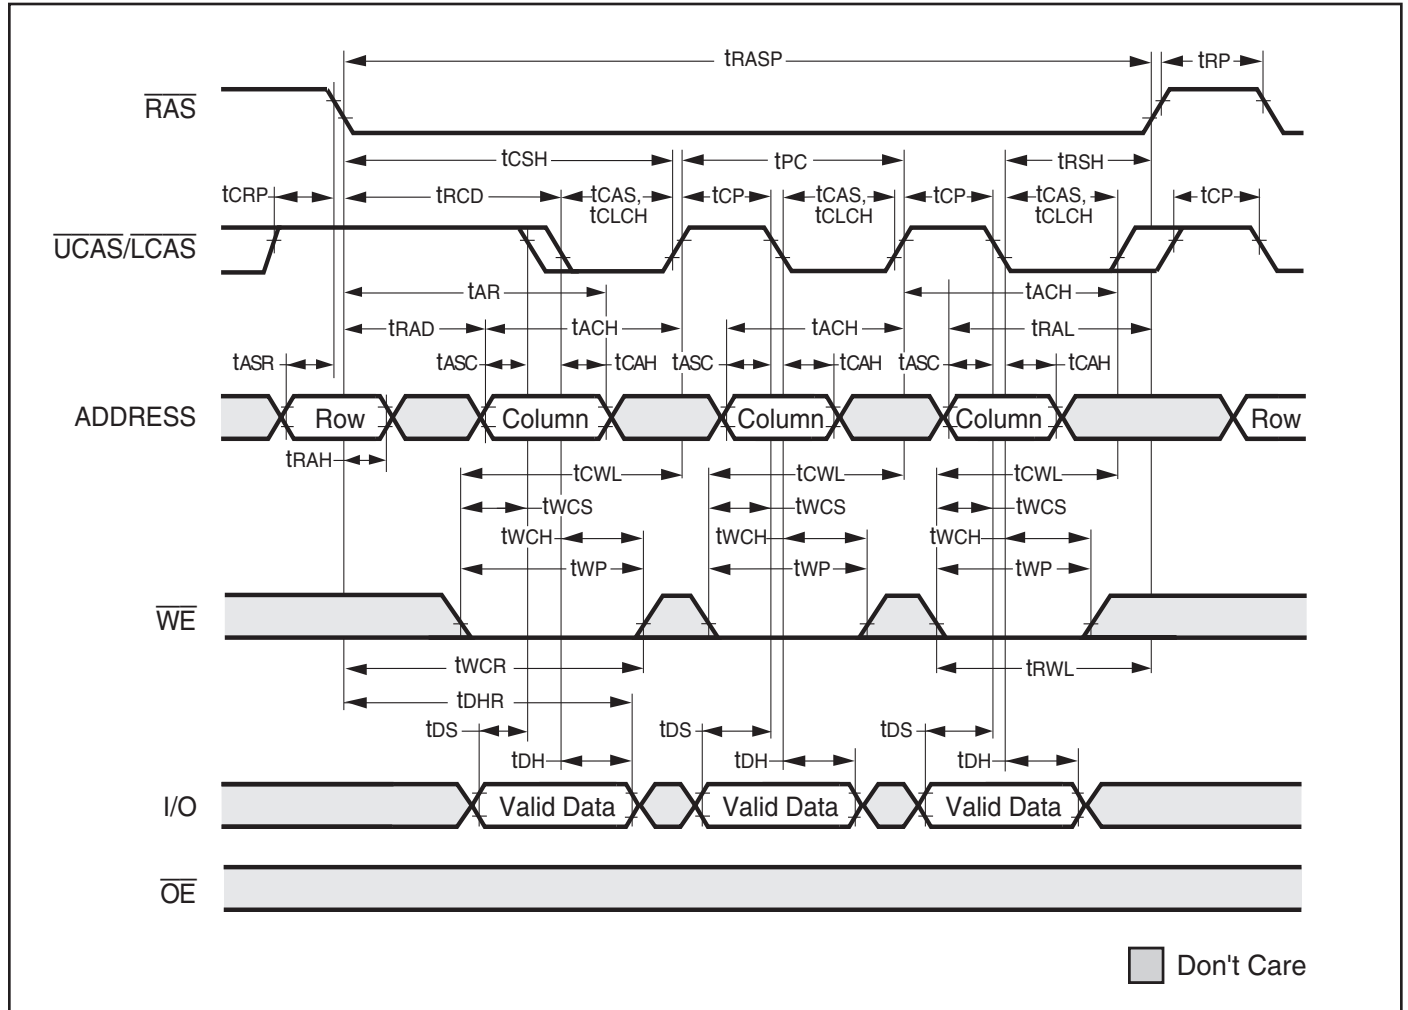 tRASP tRP
RAS
tCSH tPC tRSH
tCRP tRCD tCAS, tCLCH tCP tCAS, tCLCH tCP tCAS, tCLCH tCP
UCAS/LCAS
tAR tACH
tRAD tACH tACH tRAL
tASR tASC tCAH tASC tCAH tASC tCAH
ADDRESS Row Column Column Column Row
tRAH
tCWL tCWL tCWL
tWCS tWCS tWCS
tWCH tWCH tWCH
tWP tWP tWP
WE
tWCR tRWL
tDHR
tDS tDS tDS
tDH tDH tDH
I/O Valid Data Valid Data Valid Data
OE
Don't Care